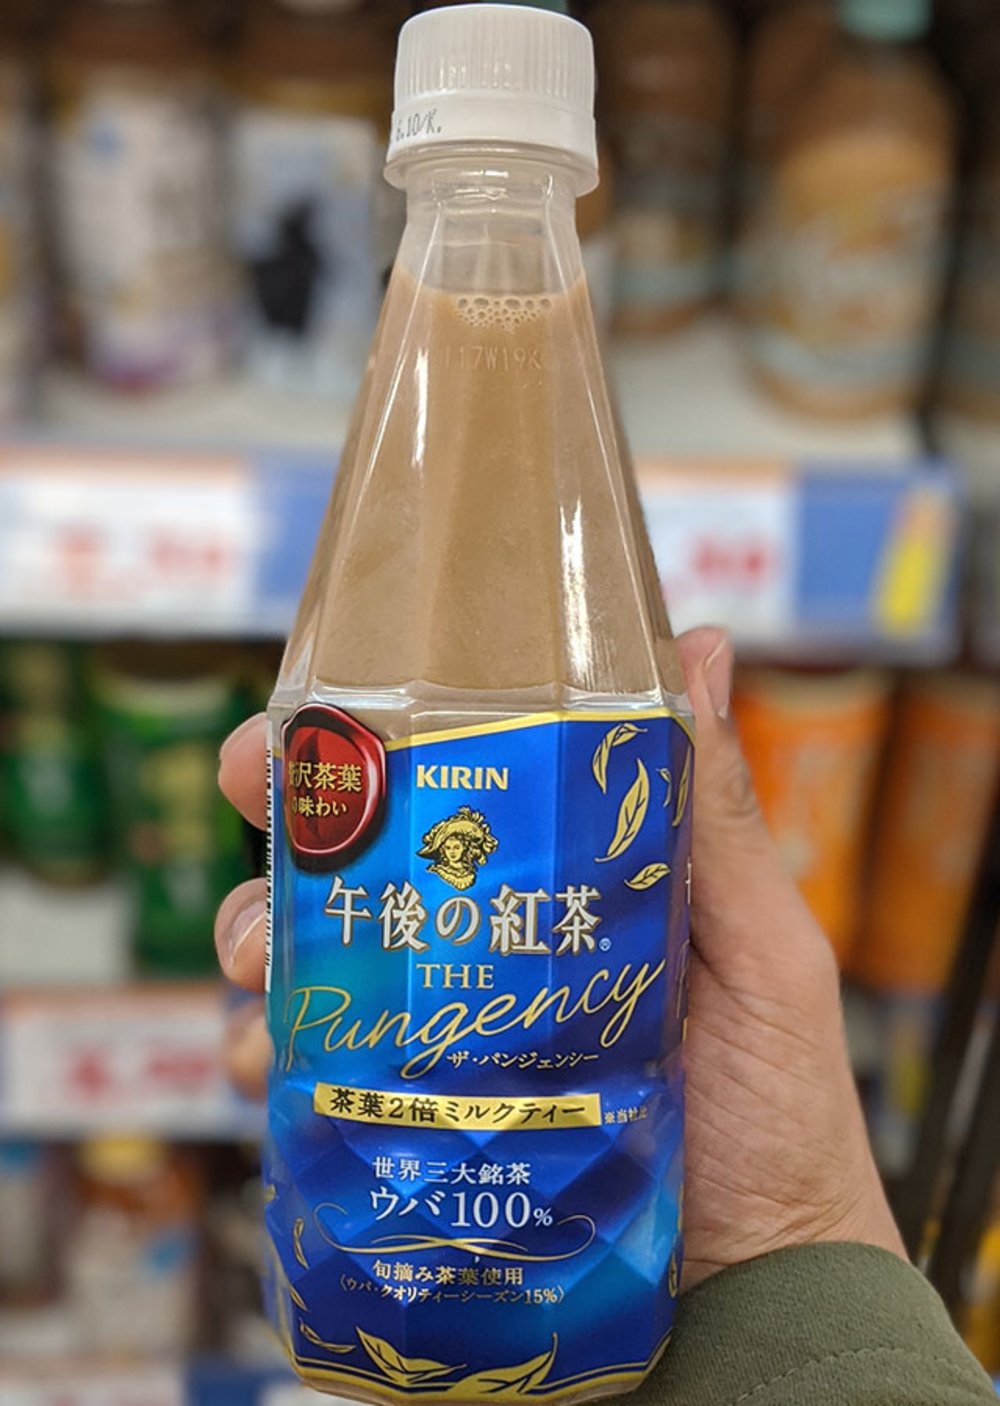 6.10/K.
117W19K
沢茶葉
味わい
KIRIN
午後の紅茶®
THE
Pungency
ザ・パンジェンシー
茶葉2倍ミルクティー
※当社比
世界三大銘茶
ウバ100%
旬摘み茶葉使用
〈ウバ・クオリティーシーズン15%〉